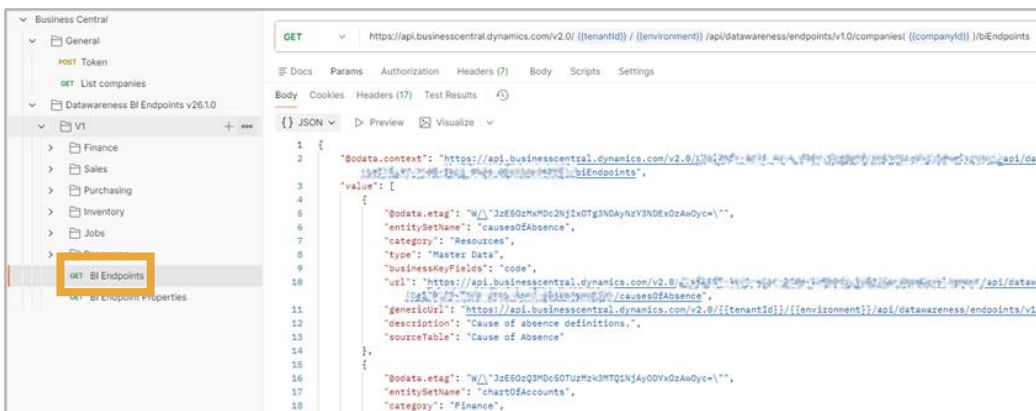 Business Central
General
POST Token
GET List companies
Datawareness BI Endpoints v26.1.0
V1
Finance
Sales
Purchasing
Inventory
Jobs
GET BI Endpoints
GET BI Endpoint Properties
GET https://api.businesscentral.dynamics.com/v2.0/ {{tenantId}} / {{environment}} /api/datawareness/endpoints/v1.0/companies( {{companyId}} )/biEndpoints
Docs Params Authorization Headers (7) Body Scripts Settings
Body Cookies Headers (17) Test Results
{} JSON Preview Visualize
1 {
2 "@odata.context": "https://api.businesscentral.dynamics.com/v2.0/ api/da
biEndpoints",
3 "value": [
4 {
5 "@odata.etag":
6 "entitySetName": "causesOfAbsence",
7 "category": "Resources",
8 "type": "Master Data",
9 "businessKeyFields": "code",
10 "url": "https://api.businesscentral.dynamics.com/v2.0/ /api/dataw
/causesOfAbsence",
11 "genericUrl": "https://api.businesscentral.dynamics.com/v2.0/{{tenantId}}/{{environment}}/api/datawareness/endpoints/v1
12 "description": "Cause of absence definitions.",
13 "sourceTable": "Cause of Absence"
14 },
15 {
16 "@odata.etag":
17 "entitySetName": "chartOfAccounts",
18 "category": "Finance",